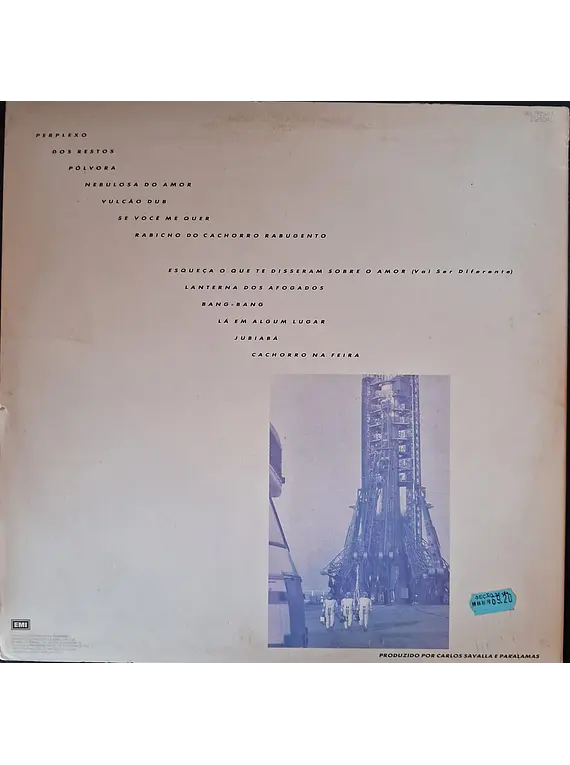 PERPLEXO
DOS RESTOS
PÓLVORA
NEBULOSA DO AMOR
VULCÃO DUB
SE VOCÊ ME QUER
RABICHO DO CACHORRO RABUGENTO
ESQUEÇA O QUE TE DISSERAM SOBRE O AMOR (Vai Ser Diferente)
LANTERNA DOS AFOGADOS
BANG-BANG
LÁ EM ALGUM LUGAR
JUBIABÁ
CACHORRO NA FEIRA
EMI
PRODUZIDO POR CARLOS SAVALLA E PARALAMAS